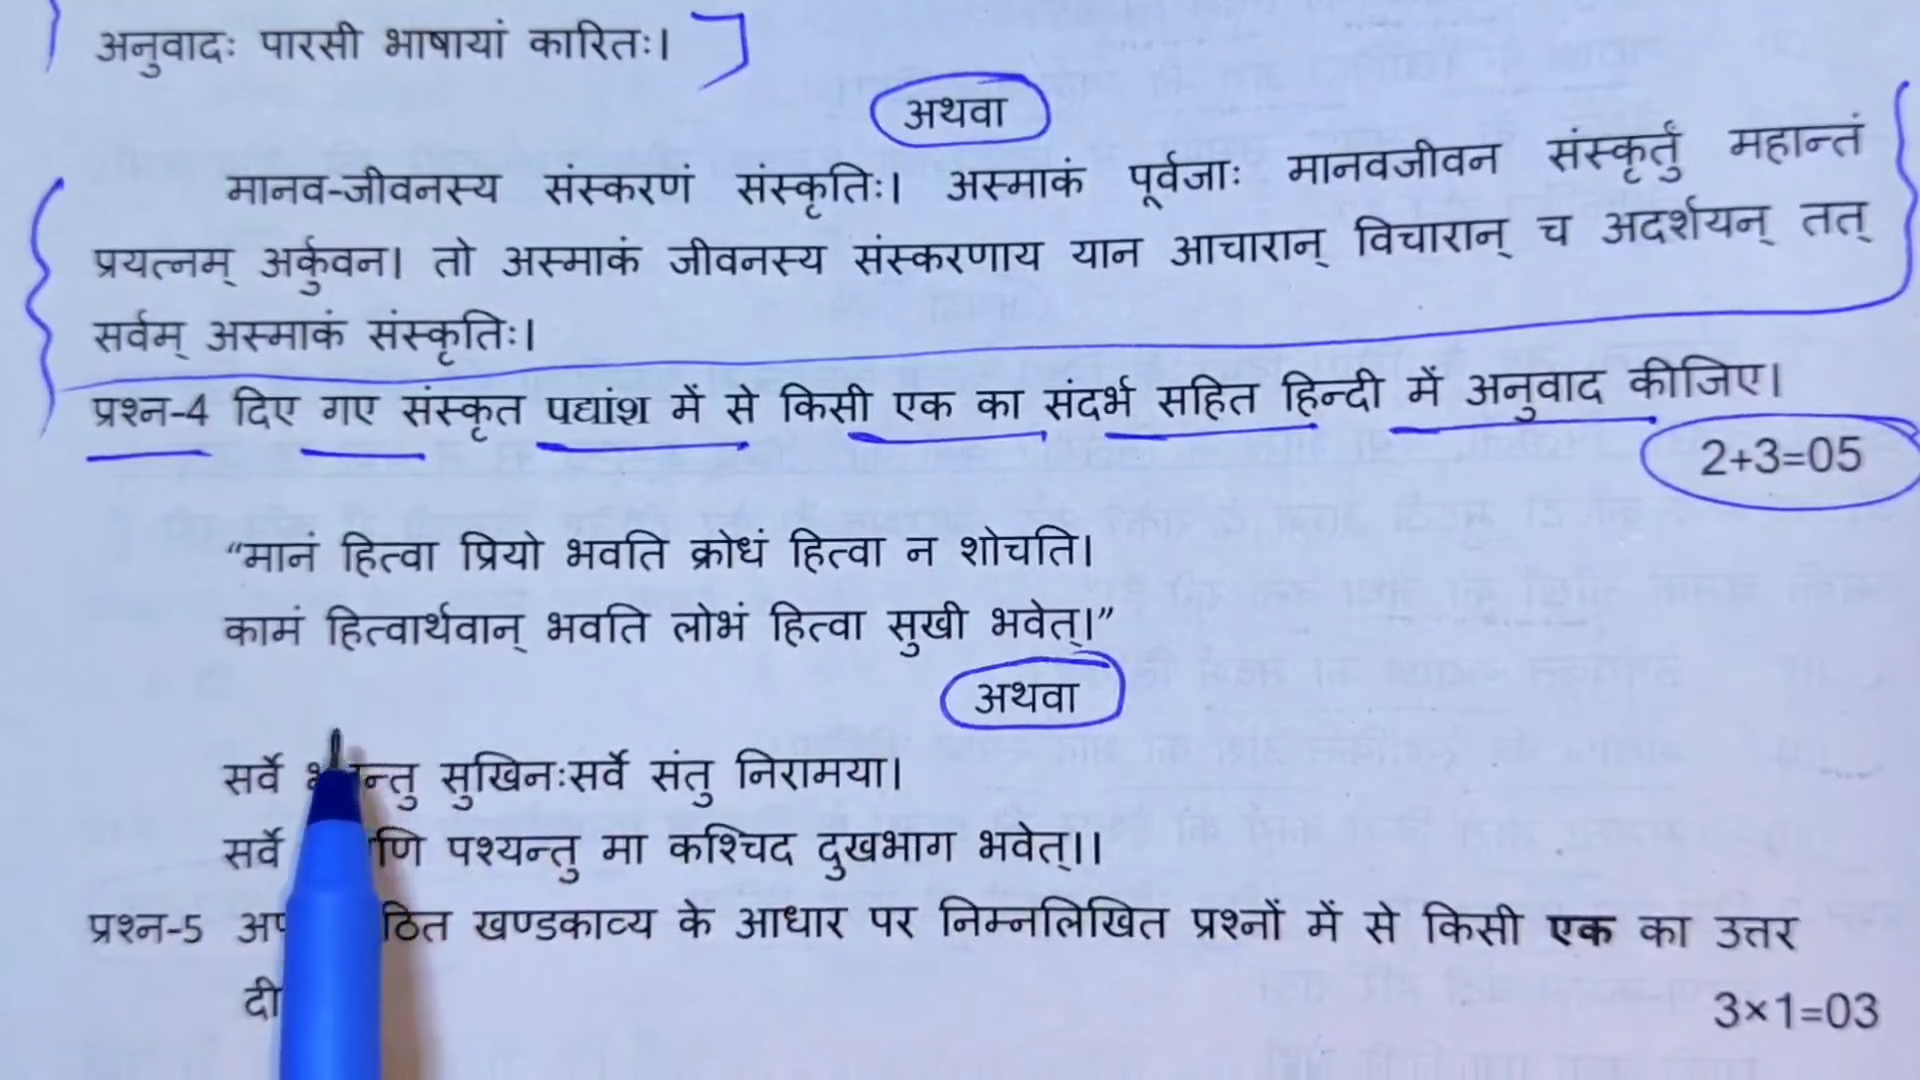 अनुवादः पारसी भाषायां कारितः।
अथवा
मानव-जीवनस्य संस्करणं संस्कृतिः। अस्माकं पूर्वजाः मानवजीवन संस्कृर्तुं महान्तं
प्रयत्नम् अर्कुवन। तो अस्माकं जीवनस्य संस्करणाय यान आचारान् विचारान् च अदर्शयन् तत्
सर्वम् अस्माकं संस्कृतिः।
प्रश्न-4 दिए गए संस्कृत पद्यांश में से किसी एक का संदर्भ सहित हिन्दी में अनुवाद कीजिए।
2+3=05
“मानं हित्वा प्रियो भवति क्रोधं हित्वा न शोचति।
कामं हित्वार्थवान् भवति लोभं हित्वा सुखी भवेत्।”
अथवा
सर्वे सुखिनःसर्वे संतु निरामया।
सर्वे पश्यन्तु मा कश्चिद दुखभाग भवेत्।।
प्रश्न-5 खण्डकाव्य के आधार पर निम्नलिखित प्रश्नों में से किसी एक का उत्तर
3×1=03